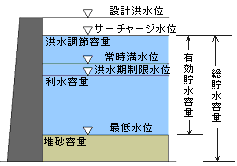 設計洪水位
サーチャージ水位
洪水調節容量
常時満水位
洪水期制限水位
利水容量
最低水位
堆砂容量
有効貯水容量
総貯水容量